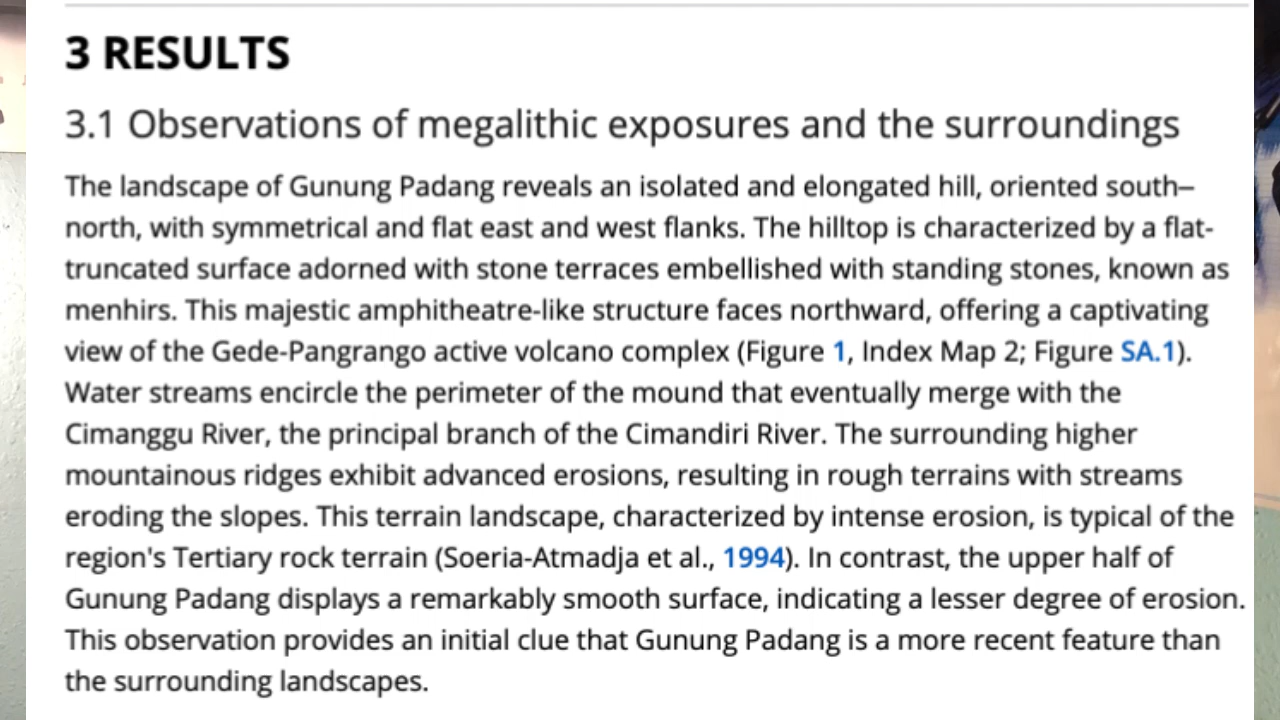 3 RESULTS
3.1 Observations of megalithic exposures and the surroundings
The landscape of Gunung Padang reveals an isolated and elongated hill, oriented south–
north, with symmetrical and flat east and west flanks. The hilltop is characterized by a flat-
truncated surface adorned with stone terraces embellished with standing stones, known as
menhirs. This majestic amphitheatre-like structure faces northward, offering a captivating
view of the Gede-Pangrango active volcano complex (Figure 1, Index Map 2; Figure SA.1).
Water streams encircle the perimeter of the mound that eventually merge with the
Cimanggu River, the principal branch of the Cimandiri River. The surrounding higher
mountainous ridges exhibit advanced erosions, resulting in rough terrains with streams
eroding the slopes. This terrain landscape, characterized by intense erosion, is typical of the
region's Tertiary rock terrain (Soeria-Atmadja et al., 1994). In contrast, the upper half of
Gunung Padang displays a remarkably smooth surface, indicating a lesser degree of erosion.
This observation provides an initial clue that Gunung Padang is a more recent feature than
the surrounding landscapes.